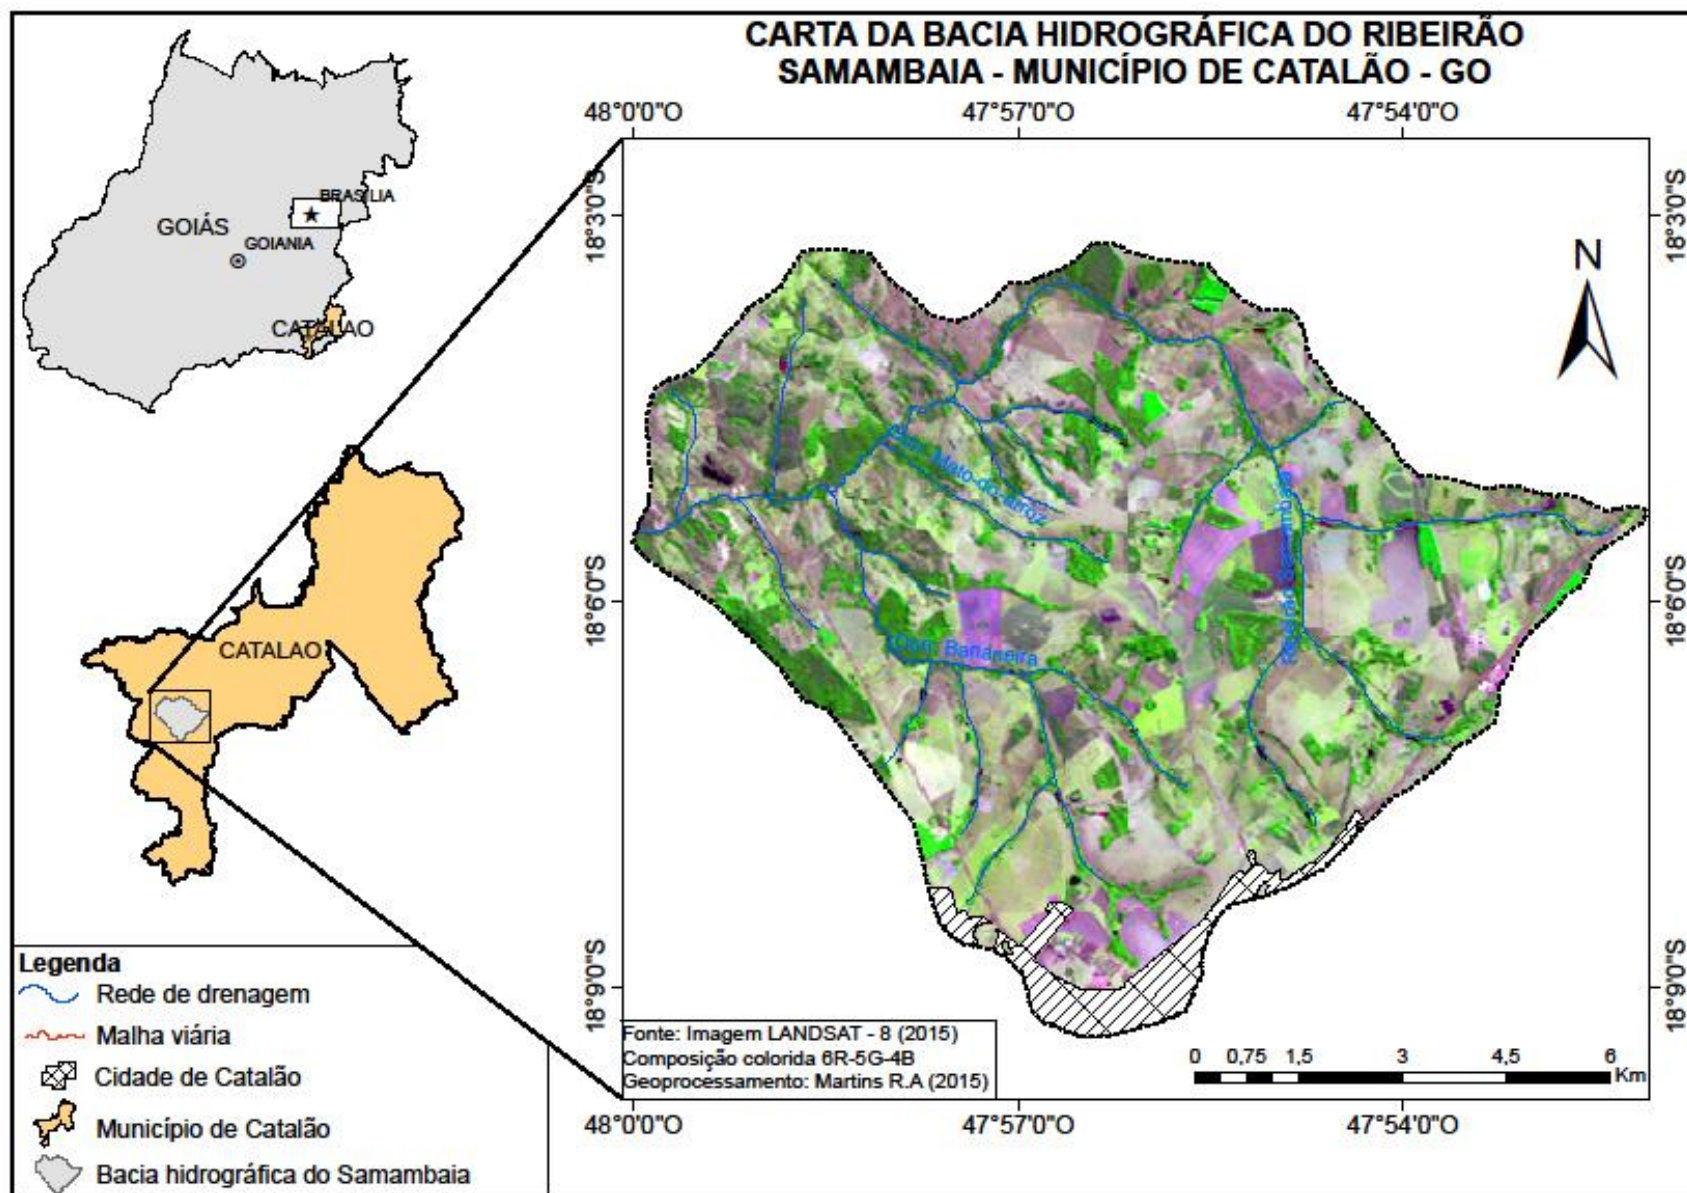 CARTA DA BACIA HIDROGRÁFICA DO RIBEIRÃO
SAMAMBAIA - MUNICÍPIO DE CATALÃO - GO
48°0'0"O
47°57'0"O
47°54'0"O
BRASÍLIA
GOIÁS
GOIANIA
CATALAO
18°3'0"S
18°3'0"S
N
Córr. Mato-do-arroz
Ribeirão Samambaia
18°6'0"S
18°6'0"S
Córr. Bananeira
CATALAO
18°9'0"S
18°9'0"S
Legenda
Rede de drenagem
Malha viária
Cidade de Catalão
Município de Catalão
Bacia hidrográfica do Samambaia
Fonte: Imagem LANDSAT - 8 (2015)
Composição colorida 6R-5G-4B
Geoprocessamento: Martins R.A (2015)
0 0,75 1,5 3 4,5 6
Km
48°0'0"O
47°57'0"O
47°54'0"O